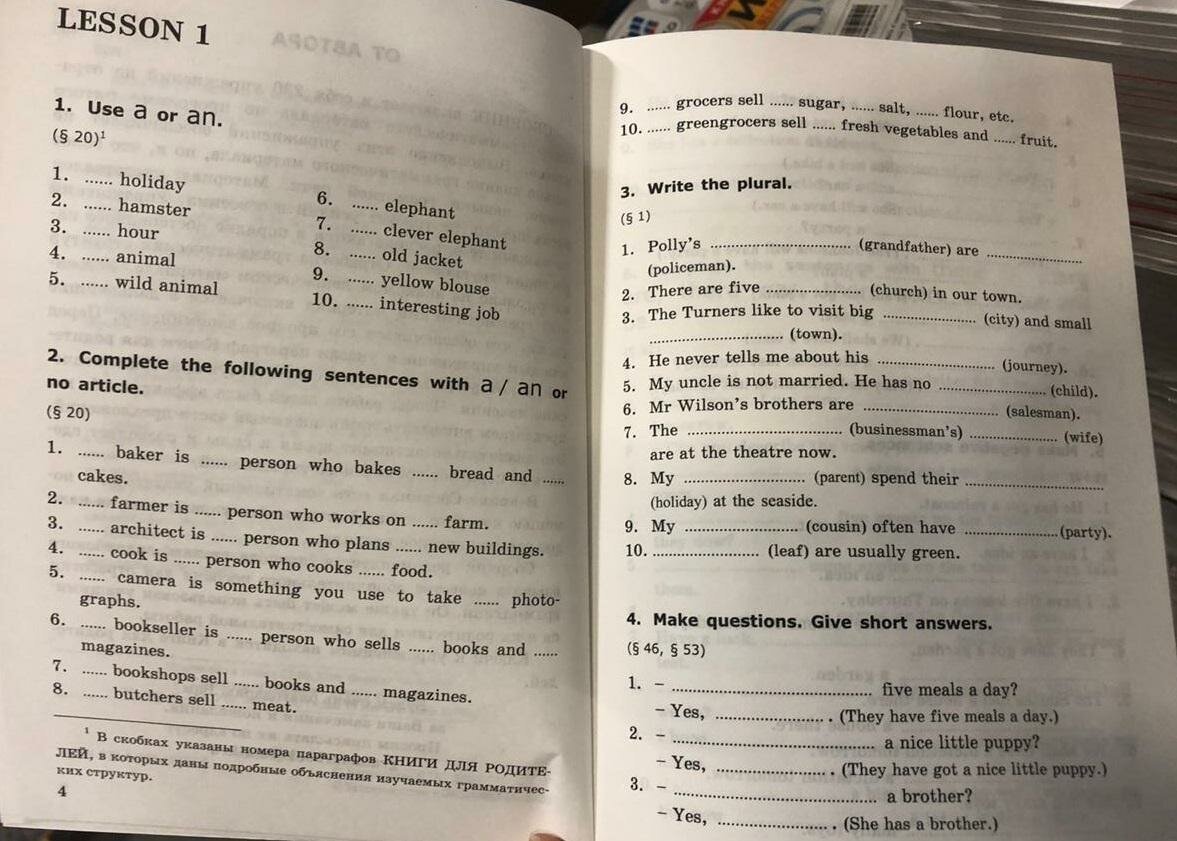 LESSON 1
1. Use a or an.
(§ 20)¹
1. ...... holiday
2. ...... hamster
3. ...... hour
4. ...... animal
5. ...... wild animal
6. ...... elephant
7. ...... clever elephant
8. ...... old jacket
9. ...... yellow blouse
10. ...... interesting job
2. Complete the following sentences with a / an or
no article.
(§ 20)
1. ...... baker is ...... person who bakes ...... bread and ......
cakes.
2. ...... farmer is ...... person who works on ...... farm.
3. ...... architect is ...... person who plans ...... new buildings.
4. ...... cook is ...... person who cooks ...... food.
5. ...... camera is something you use to take ...... photo-
graphs.
6. ...... bookseller is ...... person who sells ...... books and ......
magazines.
7. ...... bookshops sell ...... books and ...... magazines.
8. ...... butchers sell ...... meat.
¹ В скобках указаны номера параграфов КНИГИ ДЛЯ РОДИТЕ-
ЛЕЙ, в которых даны подробные объяснения изучаемых грамматичес-
ких структур.
4
9. ...... grocers sell ...... sugar, ...... salt, ...... flour, etc.
10. ...... greengrocers sell ...... fresh vegetables and ...... fruit.
3. Write the plural.
(§ 1)
1. Polly's .............................. (grandfather) are ....................
(policeman).
2. There are five .................... (church) in our town.
3. The Turners like to visit big .................... (city) and small
.............................. (town).
4. He never tells me about his ......................... (journey).
5. My uncle is not married. He has no ....................... (child).
6. Mr Wilson's brothers are ............................. (salesman).
7. The ................................. (businessman's) ................... (wife)
are at the theatre now.
8. My .......................... (parent) spend their ..............................
(holiday) at the seaside.
9. My ........................ (cousin) often have ....................(party).
10. ....................... (leaf) are usually green.
4. Make questions. Give short answers.
(§ 46, § 53)
1. – .......................................... five meals a day?
– Yes, ........................ . (They have five meals a day.)
2. – .......................................... a nice little puppy?
– Yes, ........................ . (They have got a nice little puppy.)
3. – .......................................... a brother?
– Yes, ........................ . (She has a brother.)